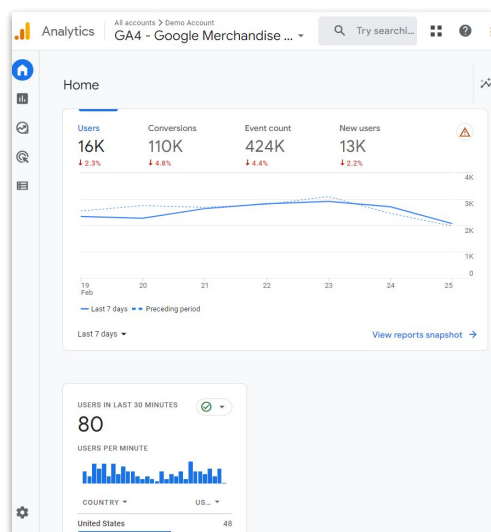 Analytics
All accounts > Demo Account
GA4 - Google Merchandise ...
Try searchi...
Home
Users
16K
2.3%
Conversions
110K
4.8%
Event count
424K
4.4%
New users
13K
2.2%
4K
3K
2K
1K
0
19
Feb
20
21
22
23
24
25
Last 7 days
Preceding period
Last 7 days
View reports snapshot
USERS IN LAST 30 MINUTES
80
USERS PER MINUTE
COUNTRY
US...
United States
48